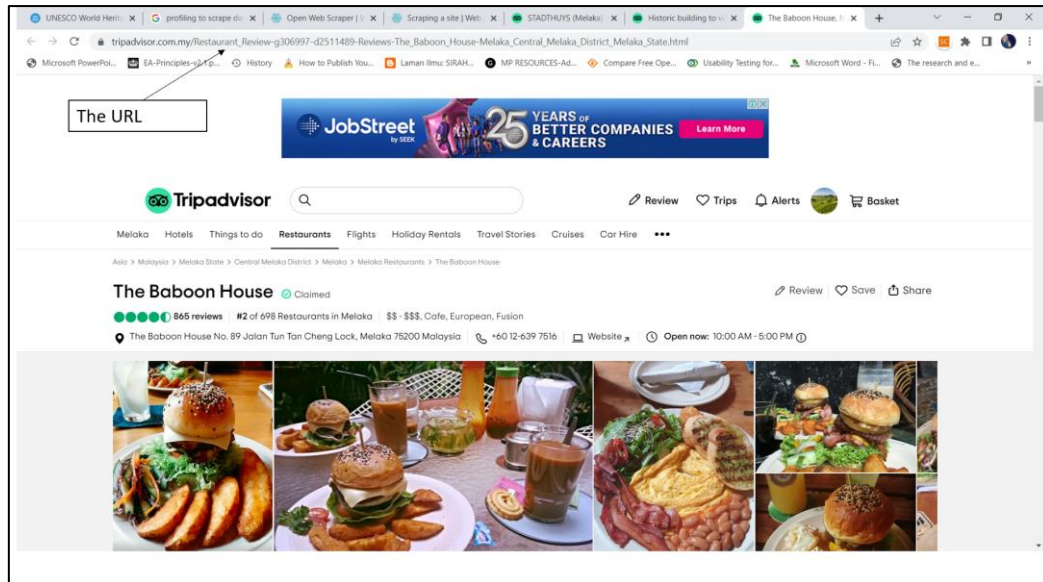 UNESCO World Herit
profiling to scrape da
Open Web Scraper | V
Scraping a site | Web
STADTHUYS (Melaka)
Historic building to vi
The Baboon House, M
tripadvisor.com.my/Restaurant_Review-g306997-d2511489-Reviews-The_Baboon_House-Melaka_Central_Melaka_District_Melaka_State.html
Microsoft PowerPoi...
EA-Principles-v2.1.p...
History
How to Publish You...
Laman Ilmu: SIRAH...
MP RESOURCES-Ad...
Compare Free Ope...
Usability Testing for...
Microsoft Word - Fi...
The research and e...
The URL
JobStreet
by SEEK
25 YEARS OF
BETTER COMPANIES
& CAREERS
Learn More
Tripadvisor
Review
Trips
Alerts
Basket
Melaka Hotels Things to do Restaurants Flights Holiday Rentals Travel Stories Cruises Car Hire •••
Asia > Malaysia > Melaka State > Central Melaka District > Melaka > Melaka Restaurants > The Baboon House
The Baboon House Claimed
Review Save Share
865 reviews #2 of 698 Restaurants in Melaka $$ - $$$, Cafe, European, Fusion
The Baboon House No. 89 Jalan Tun Tan Cheng Lock, Melaka 75200 Malaysia +60 12-639 7516 Website Open now: 10:00 AM - 5:00 PM